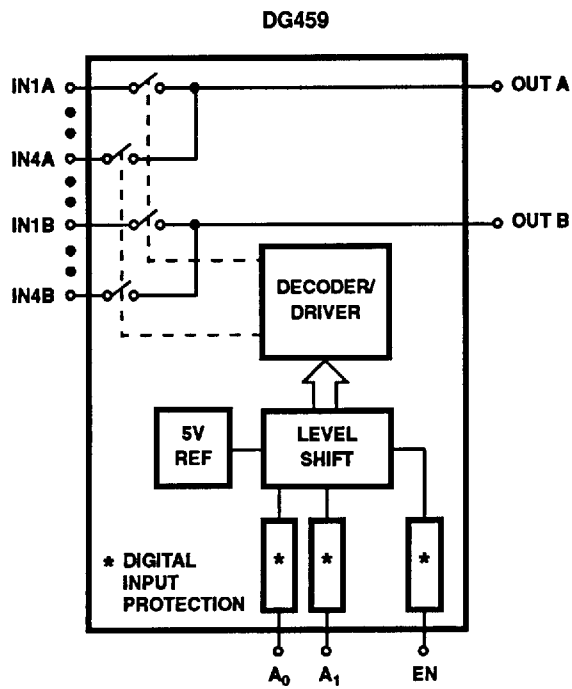 DG459
IN1A
OUT A
IN4A
IN1B
OUT B
IN4B
DECODER/
DRIVER
5V
REF
LEVEL
SHIFT
* DIGITAL
INPUT
PROTECTION
*
*
*
A0
A1
EN